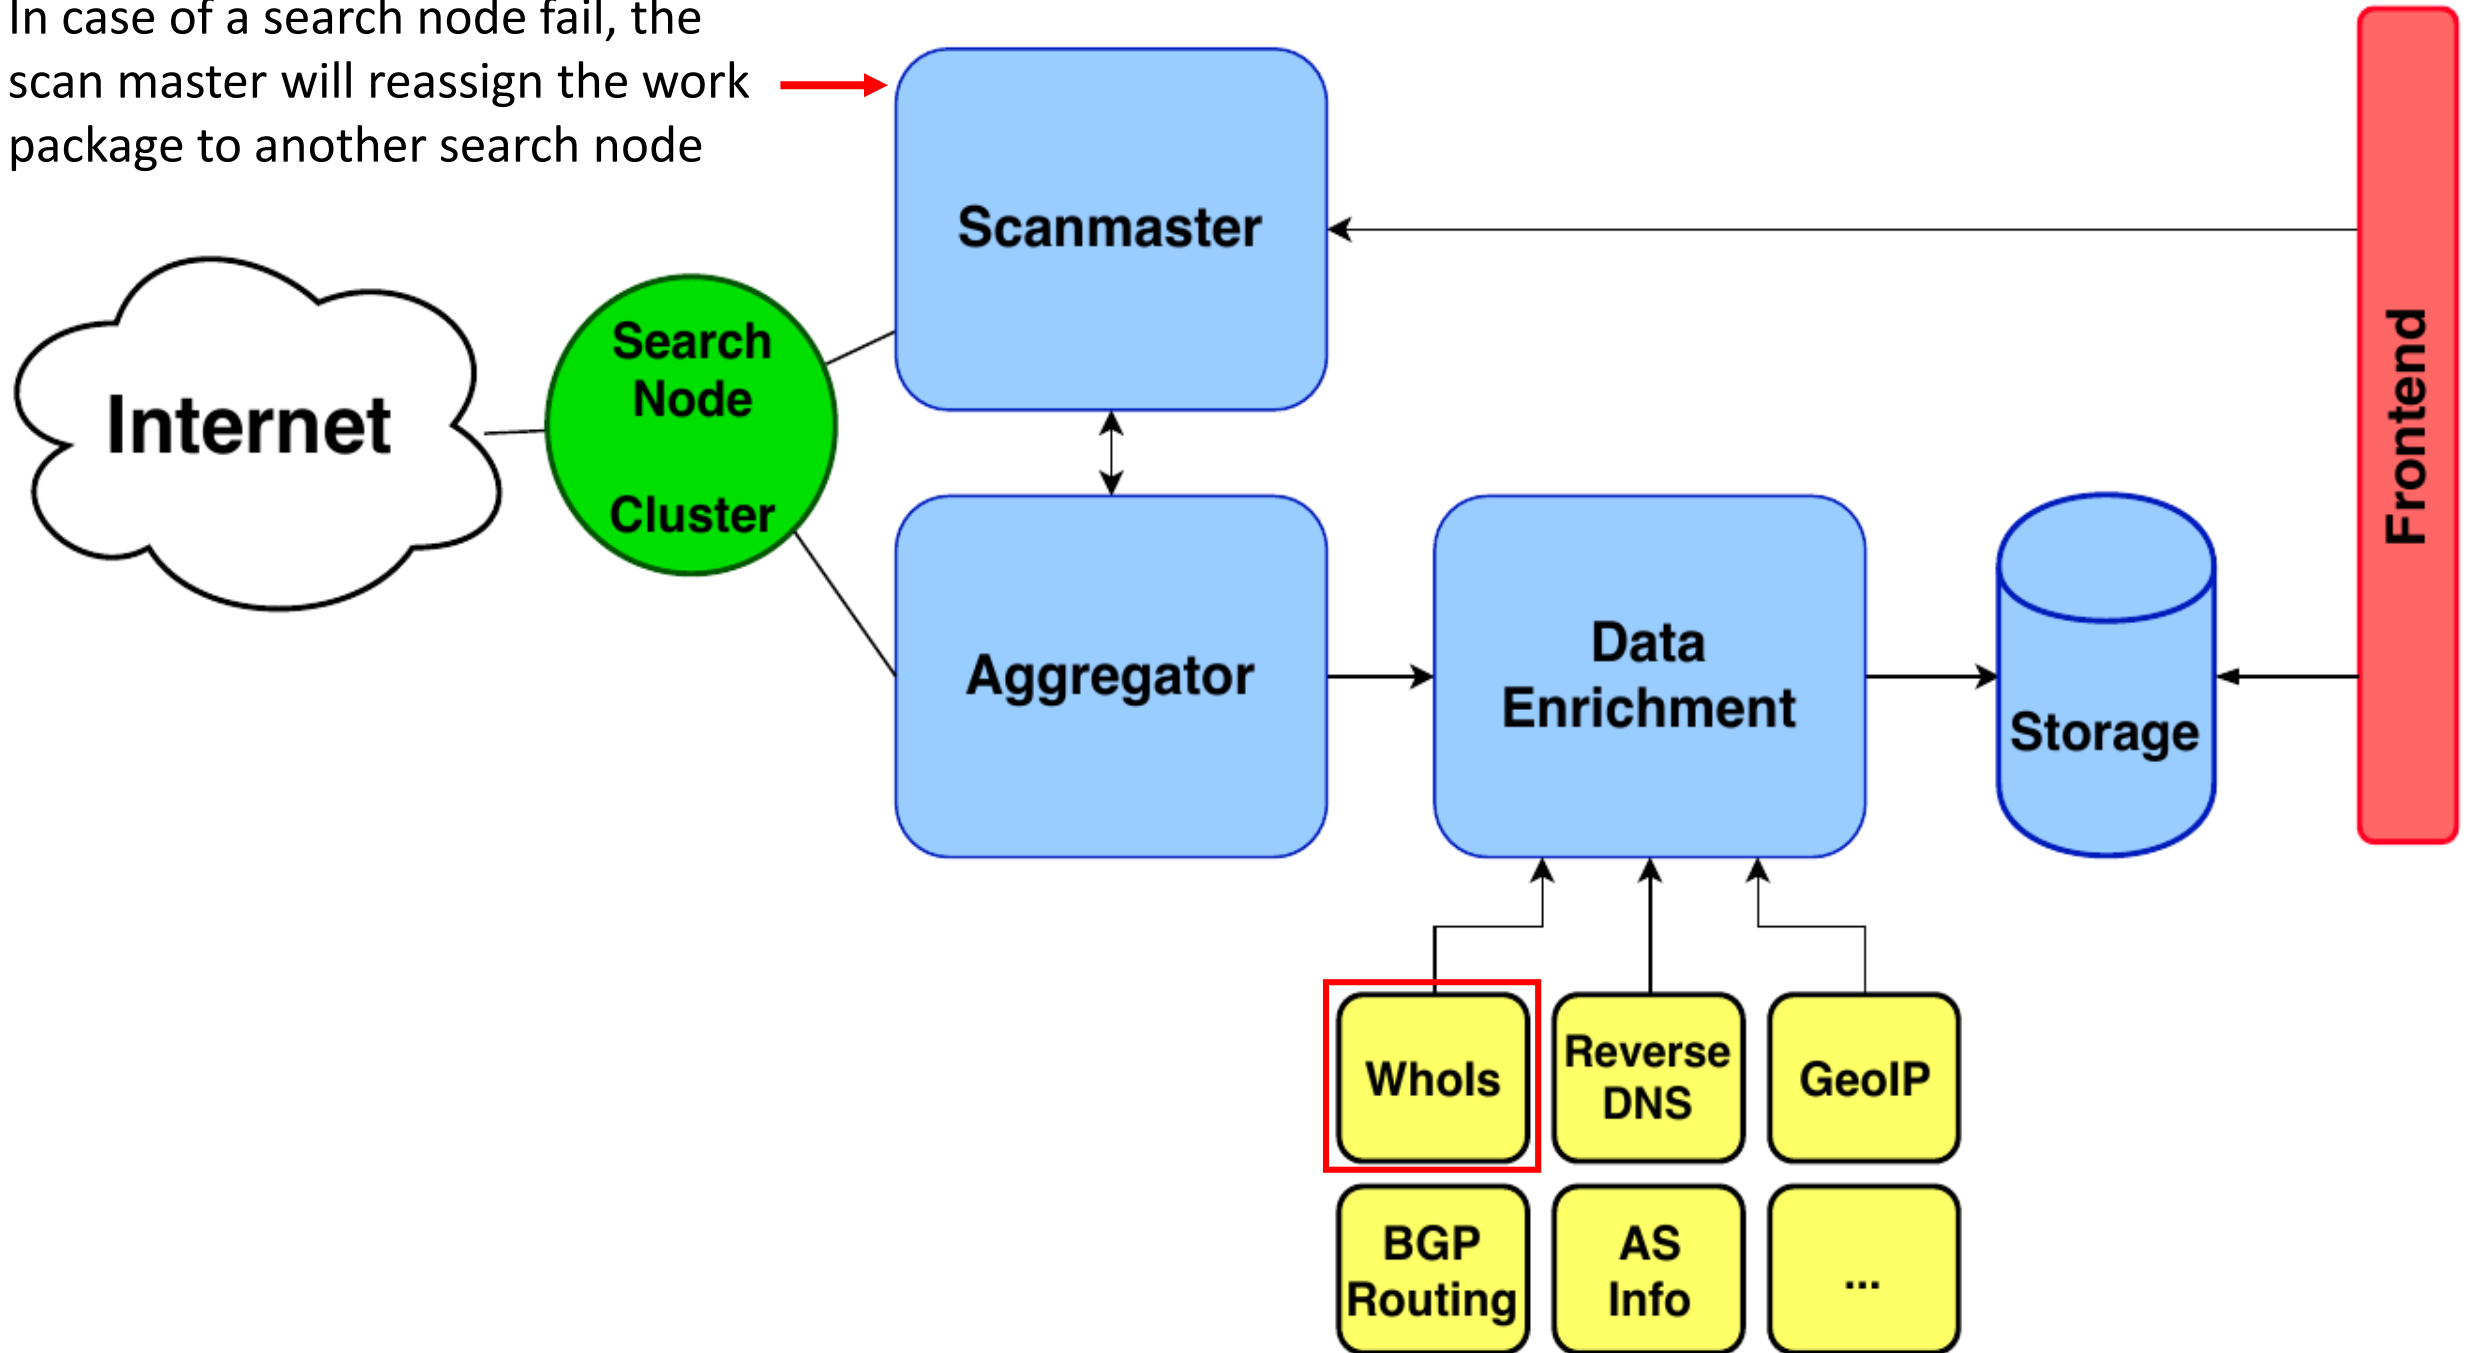 In case of a search node fail, the
scan master will reassign the work
package to another search node
Scanmaster
Internet
Search
Node
Cluster
Frontend
Aggregator
Data
Enrichment
Storage
WhoIs
Reverse
DNS
GeoIP
BGP
Routing
AS
Info
...